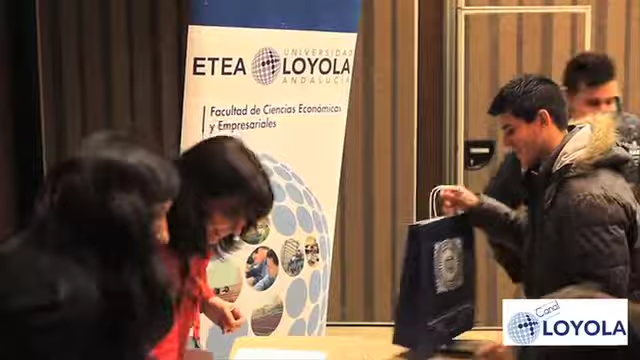 ETEA
UNIVERSIDAD
LOYOLA
ANDALUCÍA
Facultad de Ciencias Económicas
y Empresariales
Canal
LOYOLA